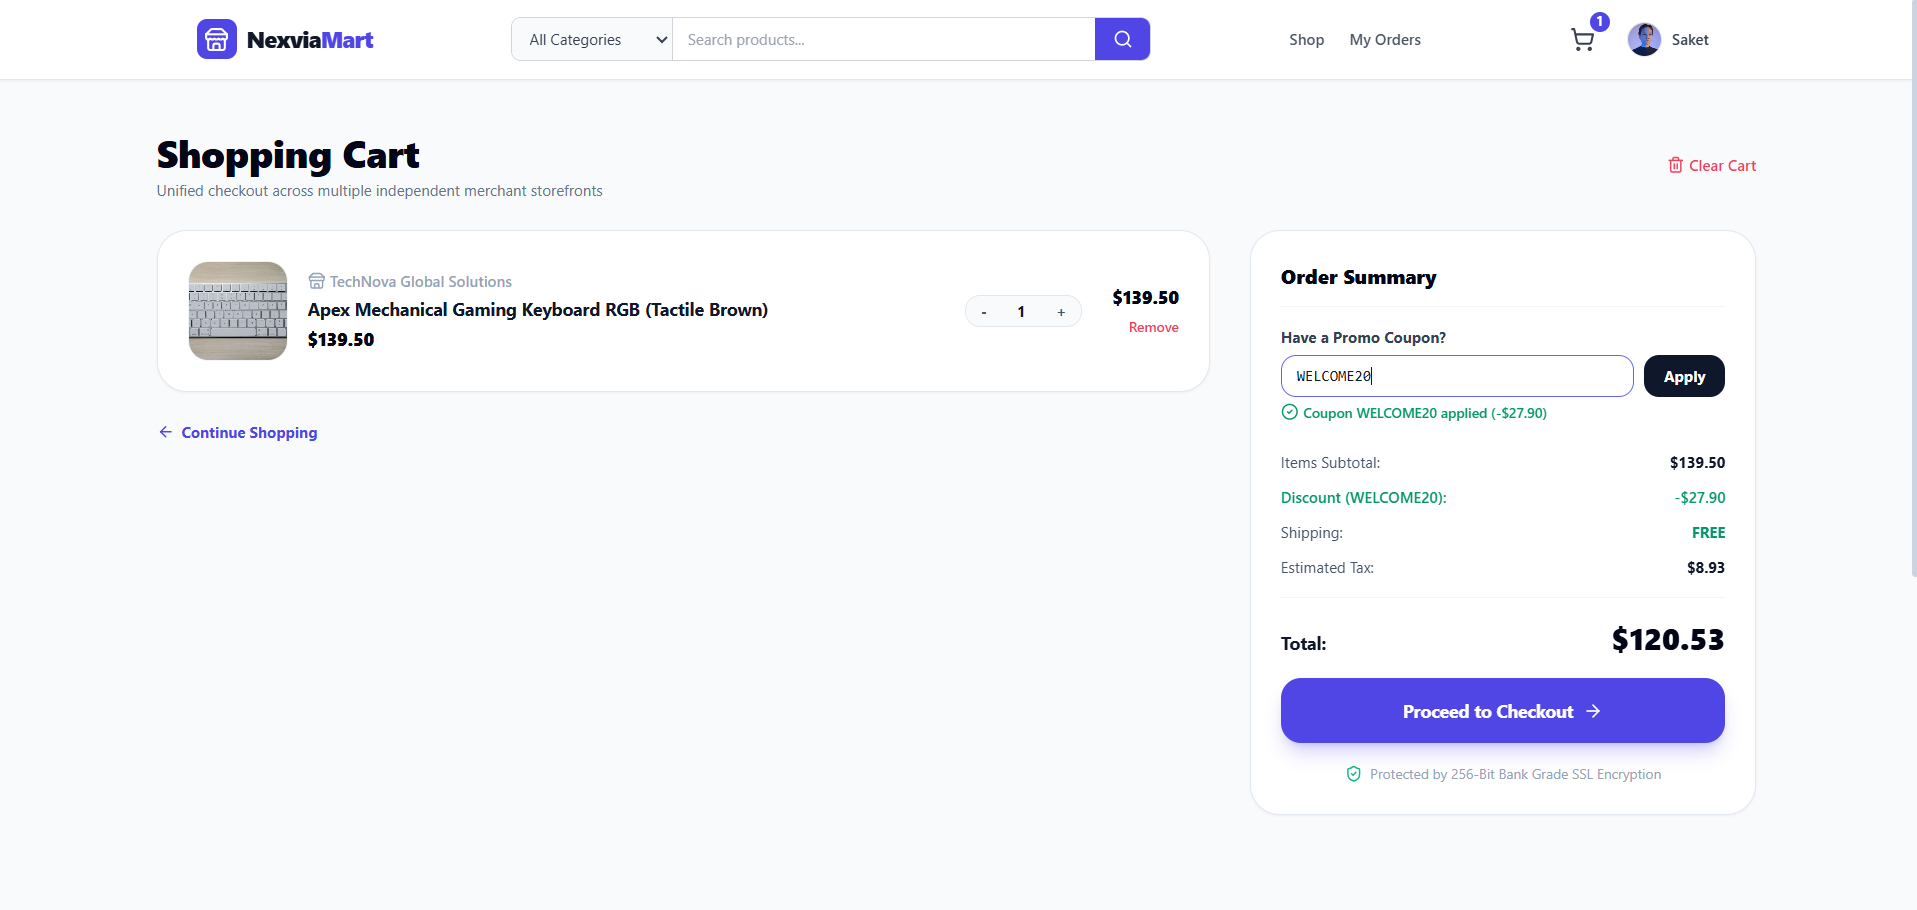 NexviaMart
All Categories
Search products...
Shop
My Orders
1
Saket
Shopping Cart
Unified checkout across multiple independent merchant storefronts
Clear Cart
TechNova Global Solutions
Apex Mechanical Gaming Keyboard RGB (Tactile Brown)
$139.50
- 1 +
$139.50
Remove
Continue Shopping
Order Summary
Have a Promo Coupon?
WELCOME20
Apply
Coupon WELCOME20 applied (-$27.90)
Items Subtotal: $139.50
Discount (WELCOME20): -$27.90
Shipping: FREE
Estimated Tax: $8.93
Total: $120.53
Proceed to Checkout
Protected by 256-Bit Bank Grade SSL Encryption